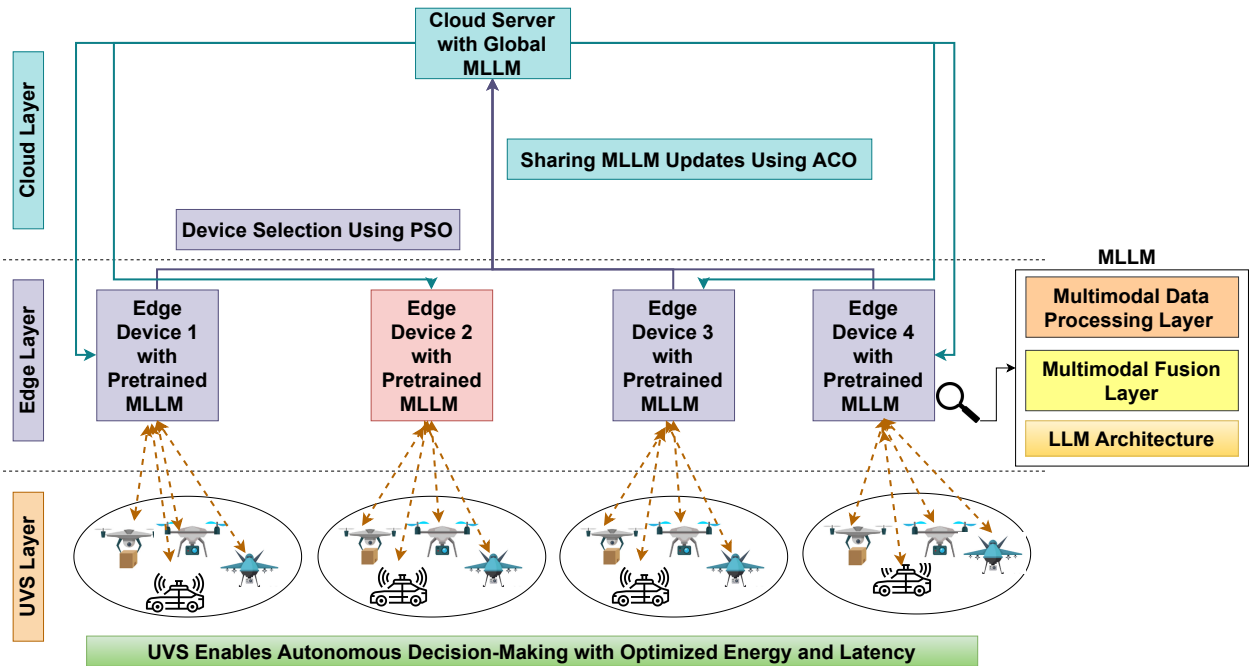 Cloud Server
with Global
MLLM
Cloud Layer
Sharing MLLM Updates Using ACO
Device Selection Using PSO
Edge Layer
Edge
Device 1
with
Pretrained
MLLM
Edge
Device 2
with
Pretrained
MLLM
Edge
Device 3
with
Pretrained
MLLM
Edge
Device 4
with
Pretrained
MLLM
MLLM
Multimodal Data
Processing Layer
Multimodal Fusion
Layer
LLM Architecture
UVS Layer
UVS Enables Autonomous Decision-Making with Optimized Energy and Latency